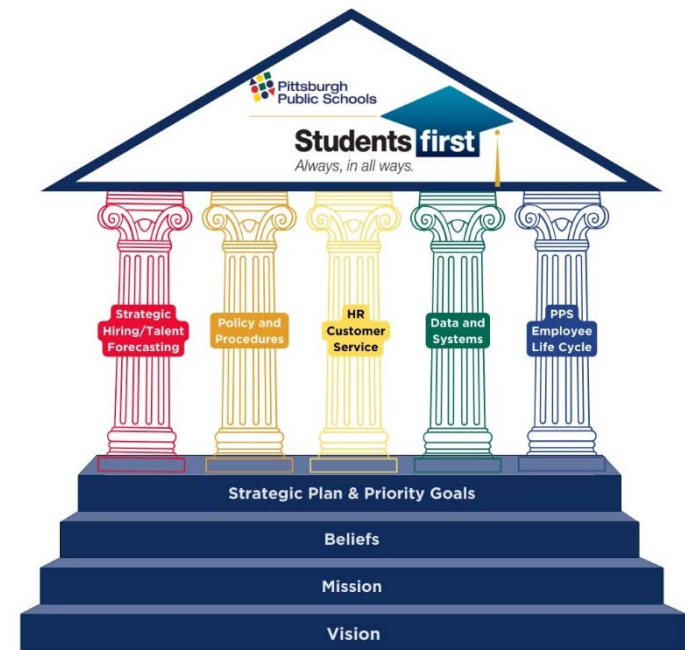 Pittsburgh
Public Schools
Students first
Always, in all ways.
Strategic
Hiring/Talent
Forecasting
Policy and
Procedures
HR
Customer
Service
Data and
Systems
PPS
Employee
Life Cycle
Strategic Plan & Priority Goals
Beliefs
Mission
Vision